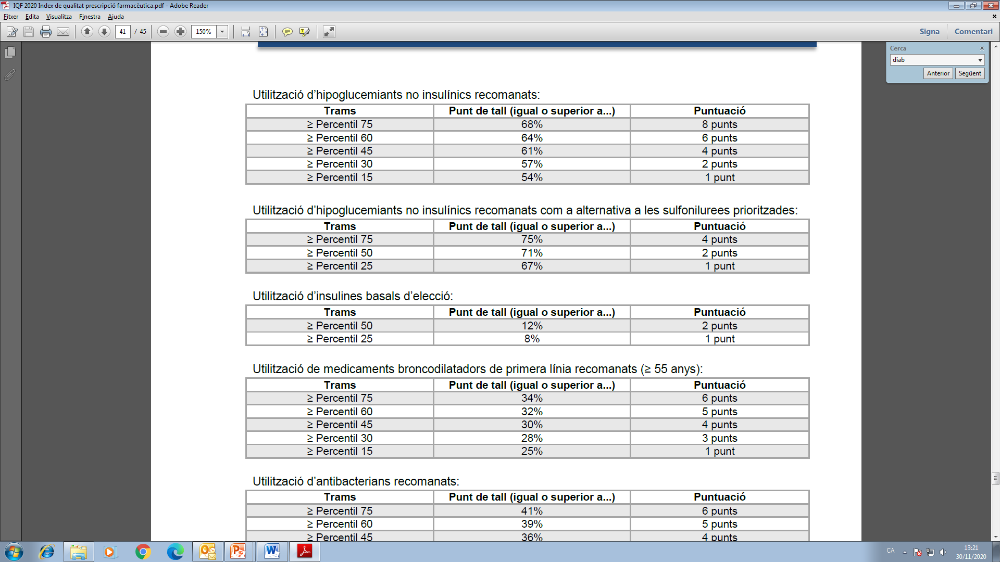 IQF 2020 Index de qualitat prescripció farmacèutica.pdf - Adobe Reader
Fitxer Edita Visualitza Finestra Ajuda
41 / 45 150% Signa Comentari
Cerca
diab
Anterior Següent
Utilització d’hipoglucemiants no insulínics recomanats:
Trams Punt de tall (igual o superior a...) Puntuació
≥ Percentil 75 68% 8 punts
≥ Percentil 60 64% 6 punts
≥ Percentil 45 61% 4 punts
≥ Percentil 30 57% 2 punts
≥ Percentil 15 54% 1 punt
Utilització d’hipoglucemiants no insulínics recomanats com a alternativa a les sulfonilurees prioritzades:
Trams Punt de tall (igual o superior a...) Puntuació
≥ Percentil 75 75% 4 punts
≥ Percentil 50 71% 2 punts
≥ Percentil 25 67% 1 punt
Utilització d’insulines basals d’elecció:
Trams Punt de tall (igual o superior a...) Puntuació
≥ Percentil 50 12% 2 punts
≥ Percentil 25 8% 1 punt
Utilització de medicaments broncodilatadors de primera línia recomanats (≥ 55 anys):
Trams Punt de tall (igual o superior a...) Puntuació
≥ Percentil 75 34% 6 punts
≥ Percentil 60 32% 5 punts
≥ Percentil 45 30% 4 punts
≥ Percentil 30 28% 3 punts
≥ Percentil 15 25% 1 punt
Utilització d’antibacterians recomanats:
Trams Punt de tall (igual o superior a...) Puntuació
≥ Percentil 75 41% 6 punts
≥ Percentil 60 39% 5 punts
≥ Percentil 45 36% 4 punts
CA 13:21
30/11/2020